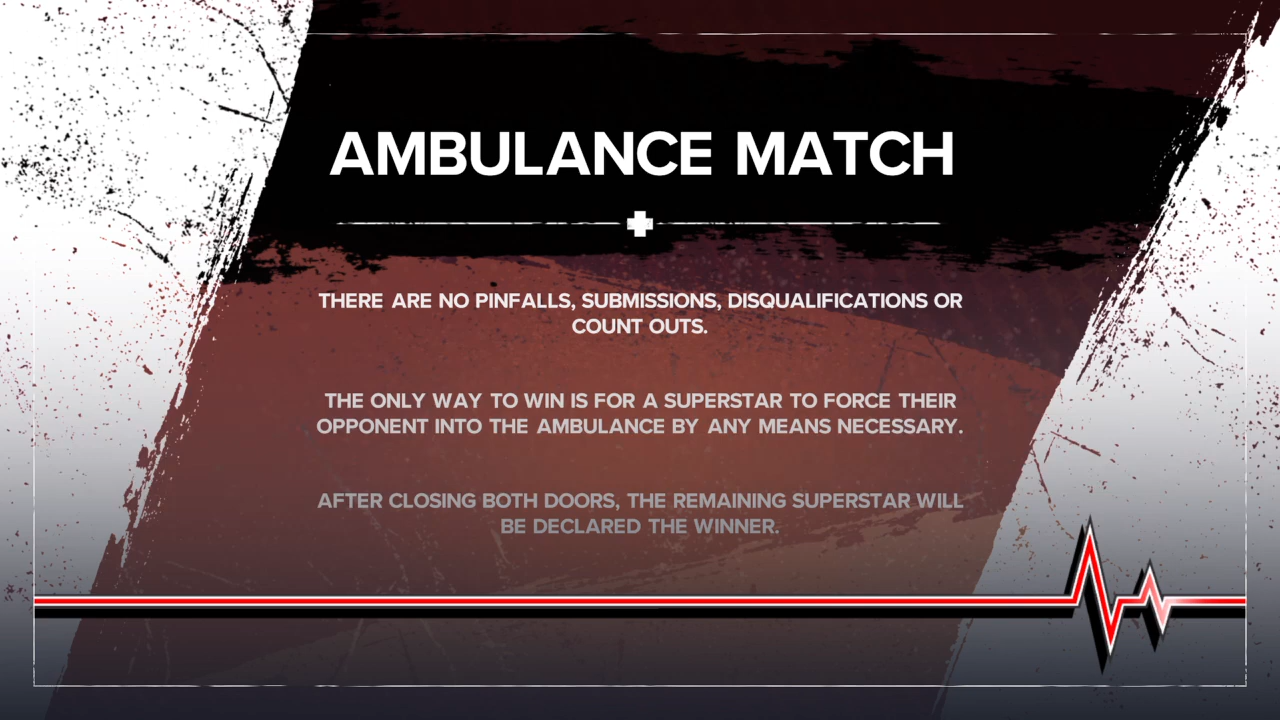 AMBULANCE MATCH
THERE ARE NO PINFALLS, SUBMISSIONS, DISQUALIFICATIONS OR
COUNT OUTS.
THE ONLY WAY TO WIN IS FOR A SUPERSTAR TO FORCE THEIR
OPPONENT INTO THE AMBULANCE BY ANY MEANS NECESSARY.
AFTER CLOSING BOTH DOORS, THE REMAINING SUPERSTAR WILL
BE DECLARED THE WINNER.